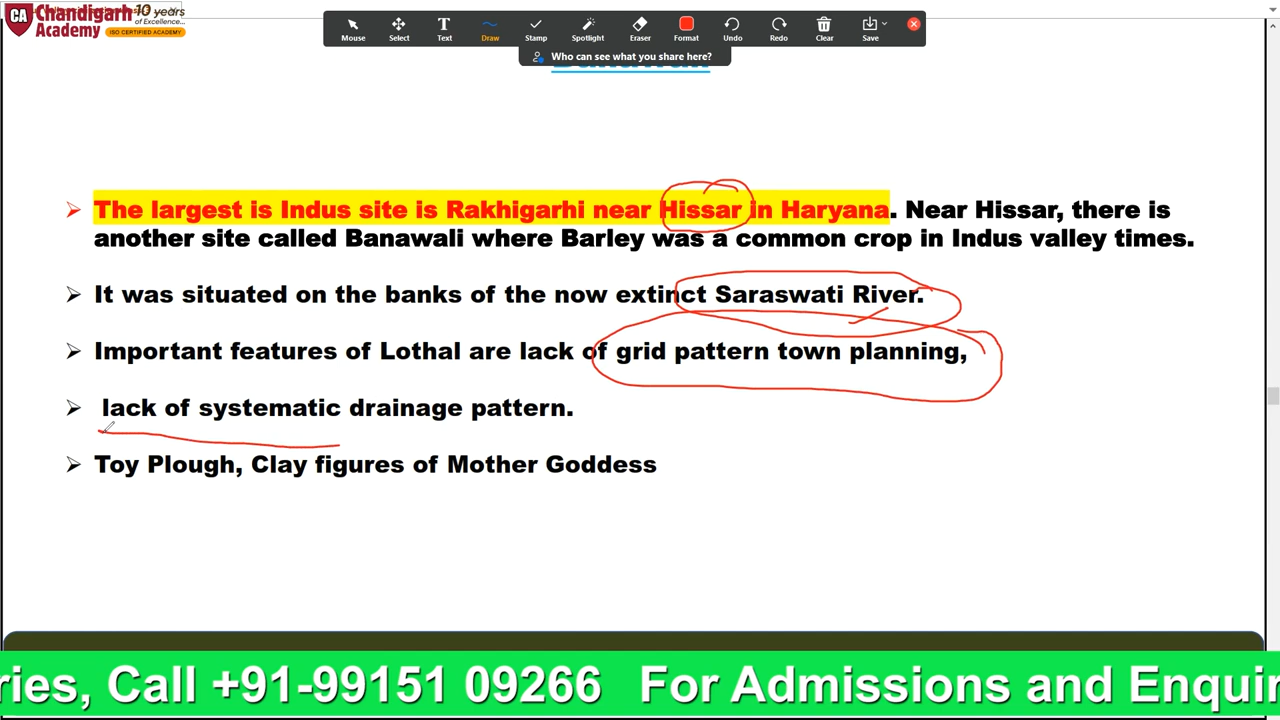 CA Chandigarh Academy
10 years of Excellence...
ISO CERTIFIED ACADEMY
Mouse Select Text Draw Stamp Spotlight Eraser Format Undo Redo Clear Save
Who can see what you share here?
➢ The largest is Indus site is Rakhigarhi near Hissar in Haryana. Near Hissar, there is
another site called Banawali where Barley was a common crop in Indus valley times.
➢ It was situated on the banks of the now extinct Saraswati River.
➢ Important features of Lothal are lack of grid pattern town planning,
➢ lack of systematic drainage pattern.
➢ Toy Plough, Clay figures of Mother Goddess
ries, Call +91-99151 09266 For Admissions and Enquir